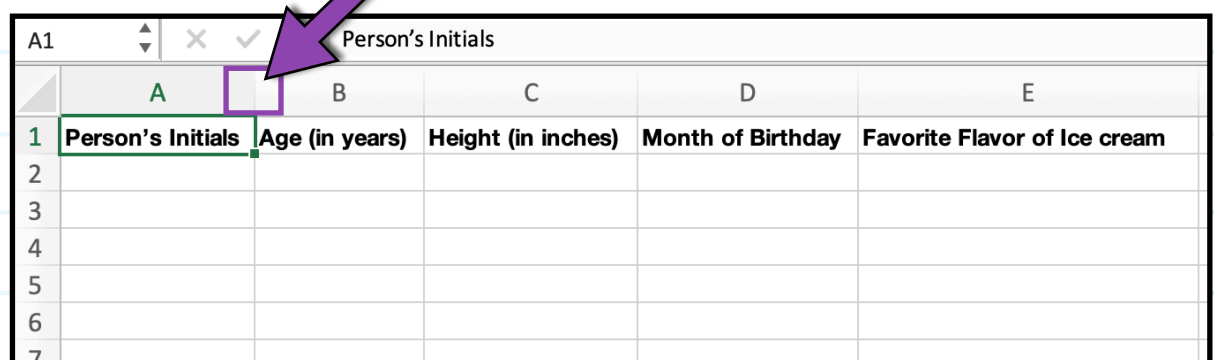 A1 Person’s Initials
A B C D E
1 Person’s Initials Age (in years) Height (in inches) Month of Birthday Favorite Flavor of Ice cream
2
3
4
5
6
7